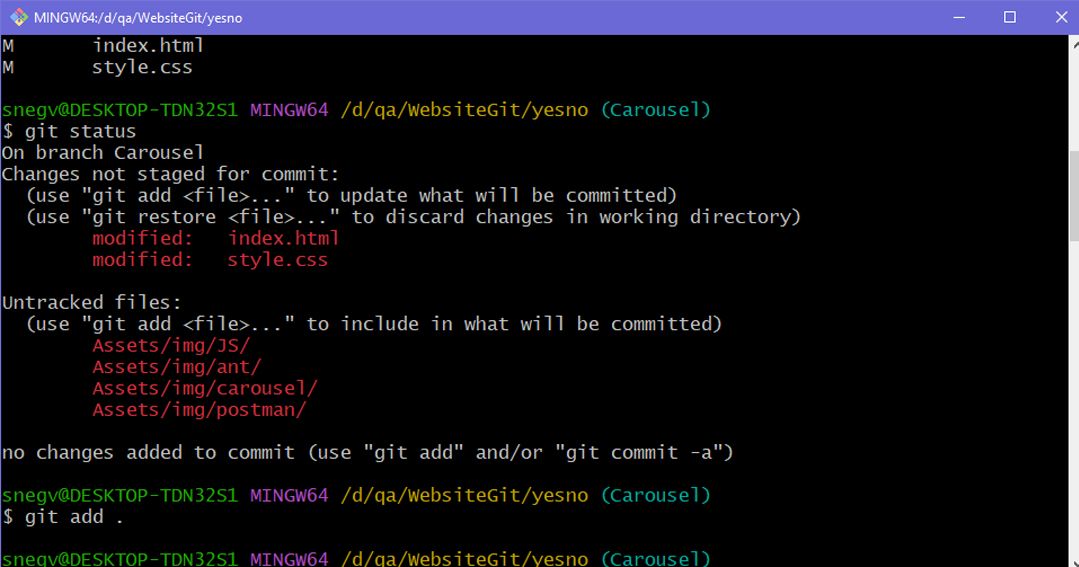 MINGW64:/d/qa/WebsiteGit/yesno
M       index.html
M       style.css
snegv@DESKTOP-TDN32S1 MINGW64 /d/qa/WebsiteGit/yesno (Carousel)
$ git status
On branch Carousel
Changes not staged for commit:
  (use "git add <file>..." to update what will be committed)
  (use "git restore <file>..." to discard changes in working directory)
        modified:   index.html
        modified:   style.css
Untracked files:
  (use "git add <file>..." to include in what will be committed)
        Assets/img/JS/
        Assets/img/ant/
        Assets/img/carousel/
        Assets/img/postman/
no changes added to commit (use "git add" and/or "git commit -a")
snegv@DESKTOP-TDN32S1 MINGW64 /d/qa/WebsiteGit/yesno (Carousel)
$ git add .
snegv@DESKTOP-TDN32S1 MINGW64 /d/qa/WebsiteGit/yesno (Carousel)